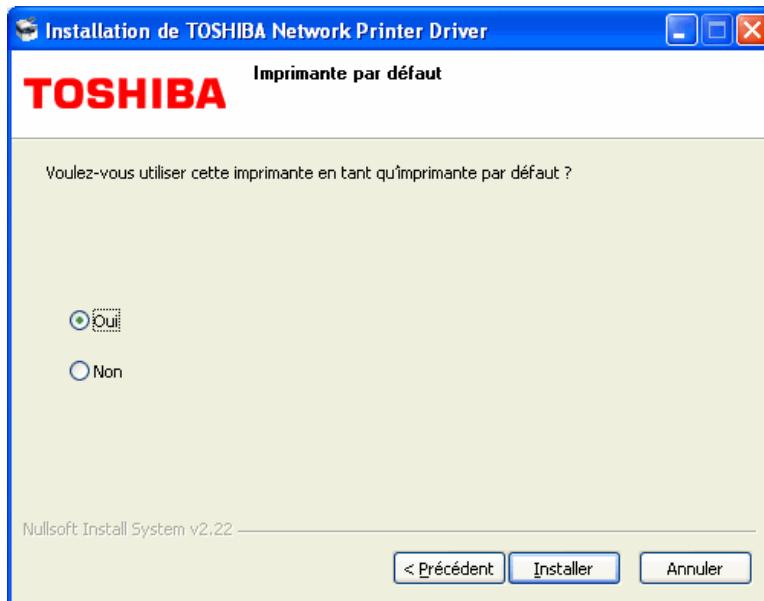 Installation de TOSHIBA Network Printer Driver
TOSHIBA
Imprimante par défaut
Voulez-vous utiliser cette imprimante en tant qu'imprimante par défaut ?
Oui
Non
Nullsoft Install System v2.22
< Précédent Installer Annuler